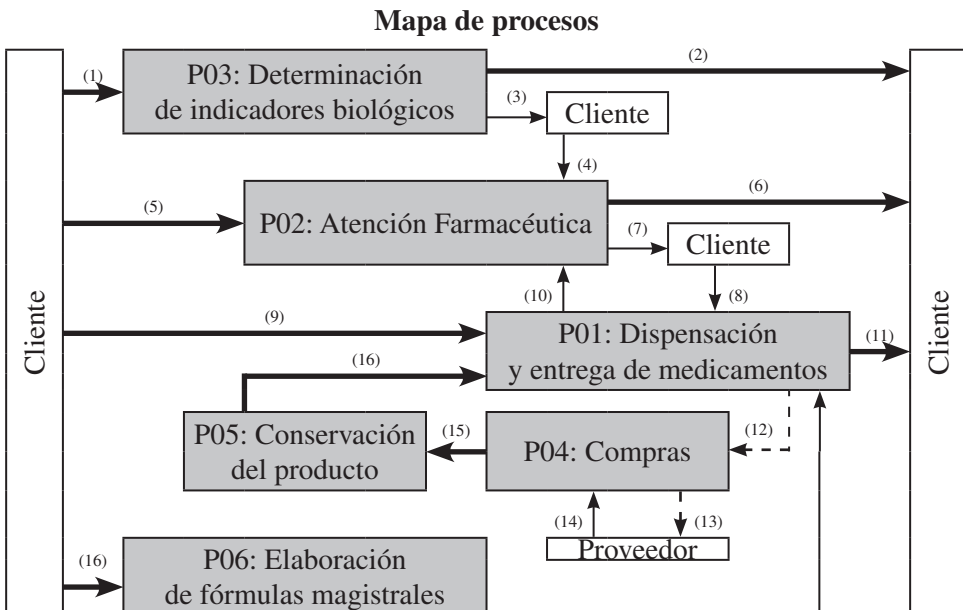 Mapa de procesos
(1)
P03: Determinación
de indicadores biológicos
(2)
(3)
Cliente
(4)
(5)
P02: Atención Farmacéutica
(6)
(7)
Cliente
(8)
(9)
(10)
P01: Dispensación
y entrega de medicamentos
(11)
Cliente
Cliente
(16)
P05: Conservación
del producto
(15)
P04: Compras
(12)
(14)
(13)
Proveedor
(16)
P06: Elaboración
de fórmulas magistrales